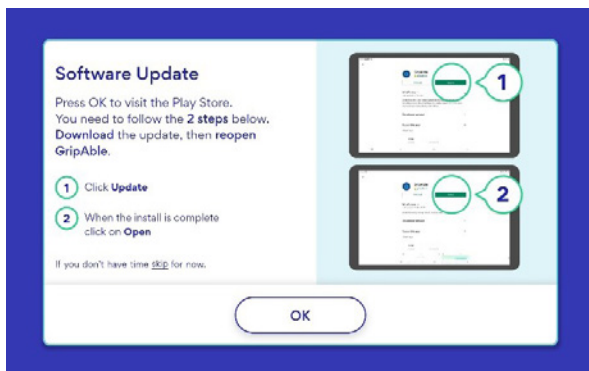 Software Update
Press OK to visit the Play Store.
You need to follow the 2 steps below.
Download the update, then reopen
GripAble.
1 Click Update
2 When the install is complete
click on Open
If you don't have time skip for now.
1
2
OK